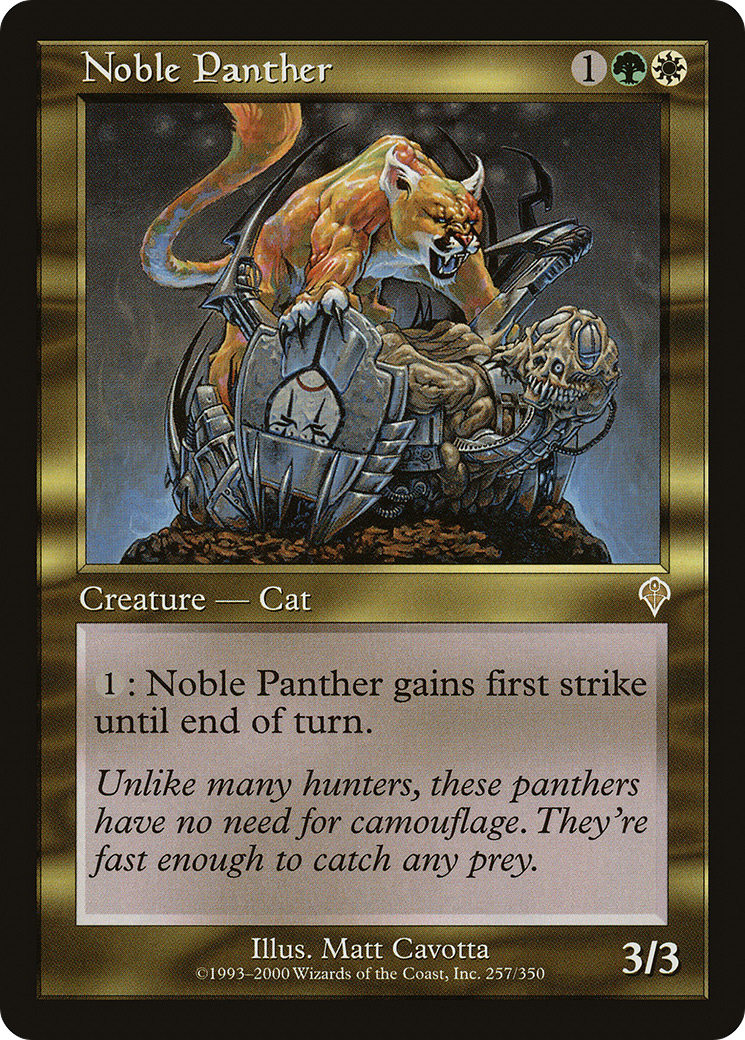 Noble Panther
1
Creature — Cat
1: Noble Panther gains first strike
until end of turn.
Unlike many hunters, these panthers
have no need for camouflage. They're
fast enough to catch any prey.
Illus. Matt Cavotta
©1993–2000 Wizards of the Coast, Inc. 257/350
3/3